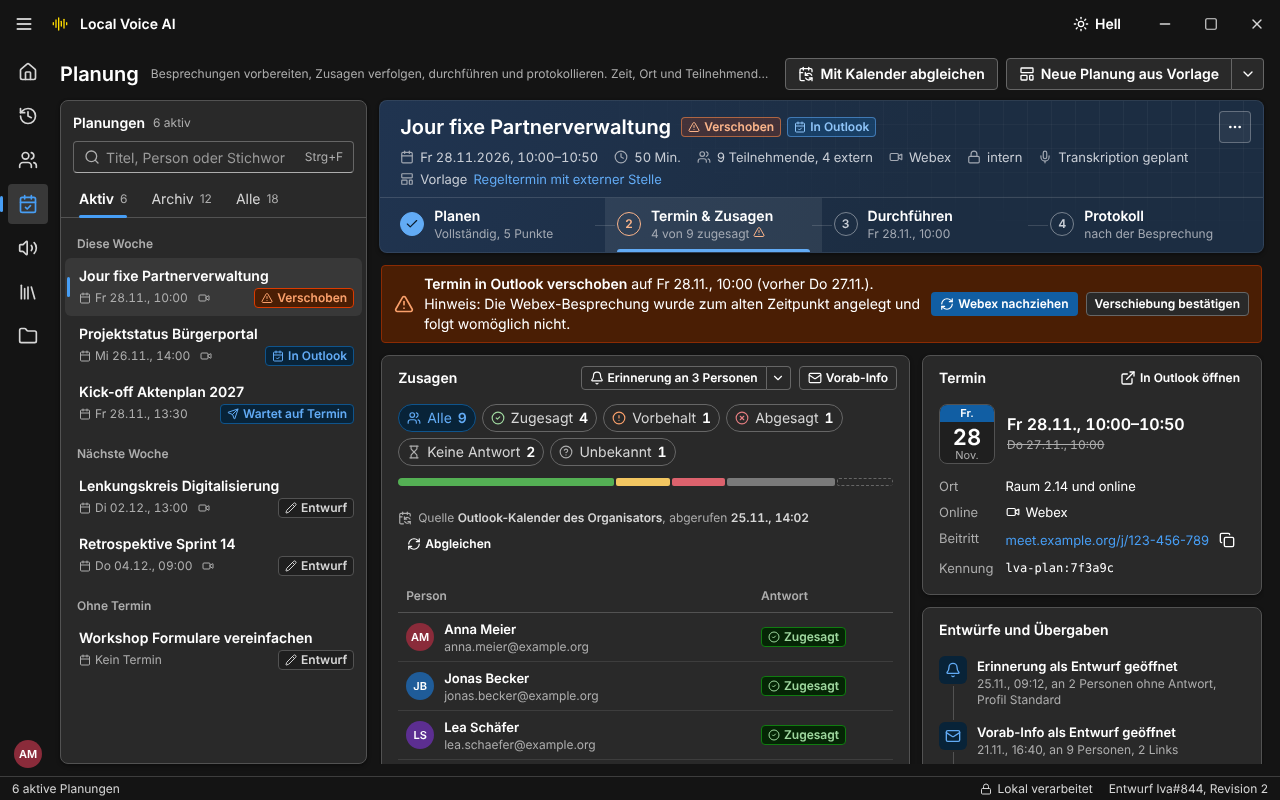 Local Voice AI
Hell
Planung
Besprechungen vorbereiten, Zusagen verfolgen, durchführen und protokollieren. Zeit, Ort und Teilnehmend...
Mit Kalender abgleichen
Neue Planung aus Vorlage
Planungen 6 aktiv
Titel, Person oder Stichwor Strg+F
Aktiv 6 Archiv 12 Alle 18
Diese Woche
Jour fixe Partnerverwaltung
Fr 28.11., 10:00 Verschoben
Projektstatus Bürgerportal
Mi 26.11., 14:00 In Outlook
Kick-off Aktenplan 2027
Fr 28.11., 13:30 Wartet auf Termin
Nächste Woche
Lenkungskreis Digitalisierung
Di 02.12., 13:00 Entwurf
Retrospektive Sprint 14
Do 04.12., 09:00 Entwurf
Ohne Termin
Workshop Formulare vereinfachen
Kein Termin Entwurf
AM
Jour fixe Partnerverwaltung Verschoben In Outlook
Fr 28.11.2026, 10:00–10:50 50 Min. 9 Teilnehmende, 4 extern Webex intern Transkription geplant
Vorlage Regeltermin mit externer Stelle
Planen
Vollständig, 5 Punkte
2 Termin & Zusagen
4 von 9 zugesagt
3 Durchführen
Fr 28.11., 10:00
4 Protokoll
nach der Besprechung
Termin in Outlook verschoben auf Fr 28.11., 10:00 (vorher Do 27.11.).
Hinweis: Die Webex-Besprechung wurde zum alten Zeitpunkt angelegt und
folgt womöglich nicht.
Webex nachziehen
Verschiebung bestätigen
Zusagen
Erinnerung an 3 Personen
Vorab-Info
Alle 9 Zugesagt 4 Vorbehalt 1 Abgesagt 1
Keine Antwort 2 Unbekannt 1
Quelle Outlook-Kalender des Organisators, abgerufen 25.11., 14:02
Abgleichen
Person Antwort
AM Anna Meier Zugesagt
anna.meier@example.org
JB Jonas Becker Zugesagt
jonas.becker@example.org
LS Lea Schäfer Zugesagt
lea.schaefer@example.org
Termin
In Outlook öffnen
Fr.
28
Nov.
Fr 28.11., 10:00–10:50
Do 27.11., 10:00
Ort Raum 2.14 und online
Online Webex
Beitritt meet.example.org/j/123-456-789
Kennung lva-plan:7f3a9c
Entwürfe und Übergaben
Erinnerung als Entwurf geöffnet
25.11., 09:12, an 2 Personen ohne Antwort,
Profil Standard
Vorab-Info als Entwurf geöffnet
21.11., 16:40, an 9 Personen, 2 Links
6 aktive Planungen
Lokal verarbeitet
Entwurf lva#844, Revision 2